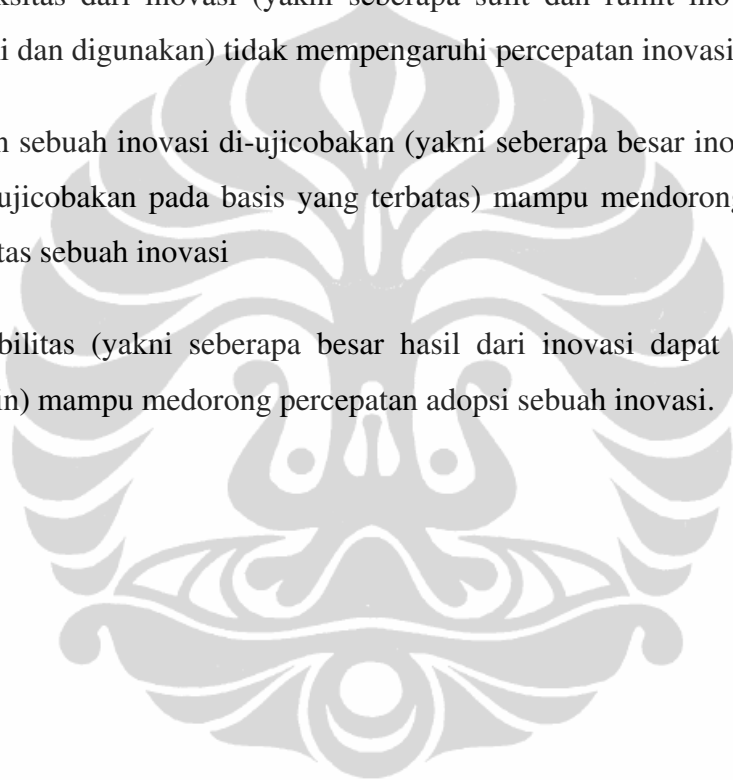 ksitas dari inovasi (yakni seberapa sulit dan rumit ino
i dan digunakan) tidak mempengaruhi percepatan inovasi
n sebuah inovasi di-ujicobakan (yakni seberapa besar ino
ujicobakan pada basis yang terbatas) mampu mendorong
tas sebuah inovasi
bilitas (yakni seberapa besar hasil dari inovasi dapat
in) mampu medorong percepatan adopsi sebuah inovasi.